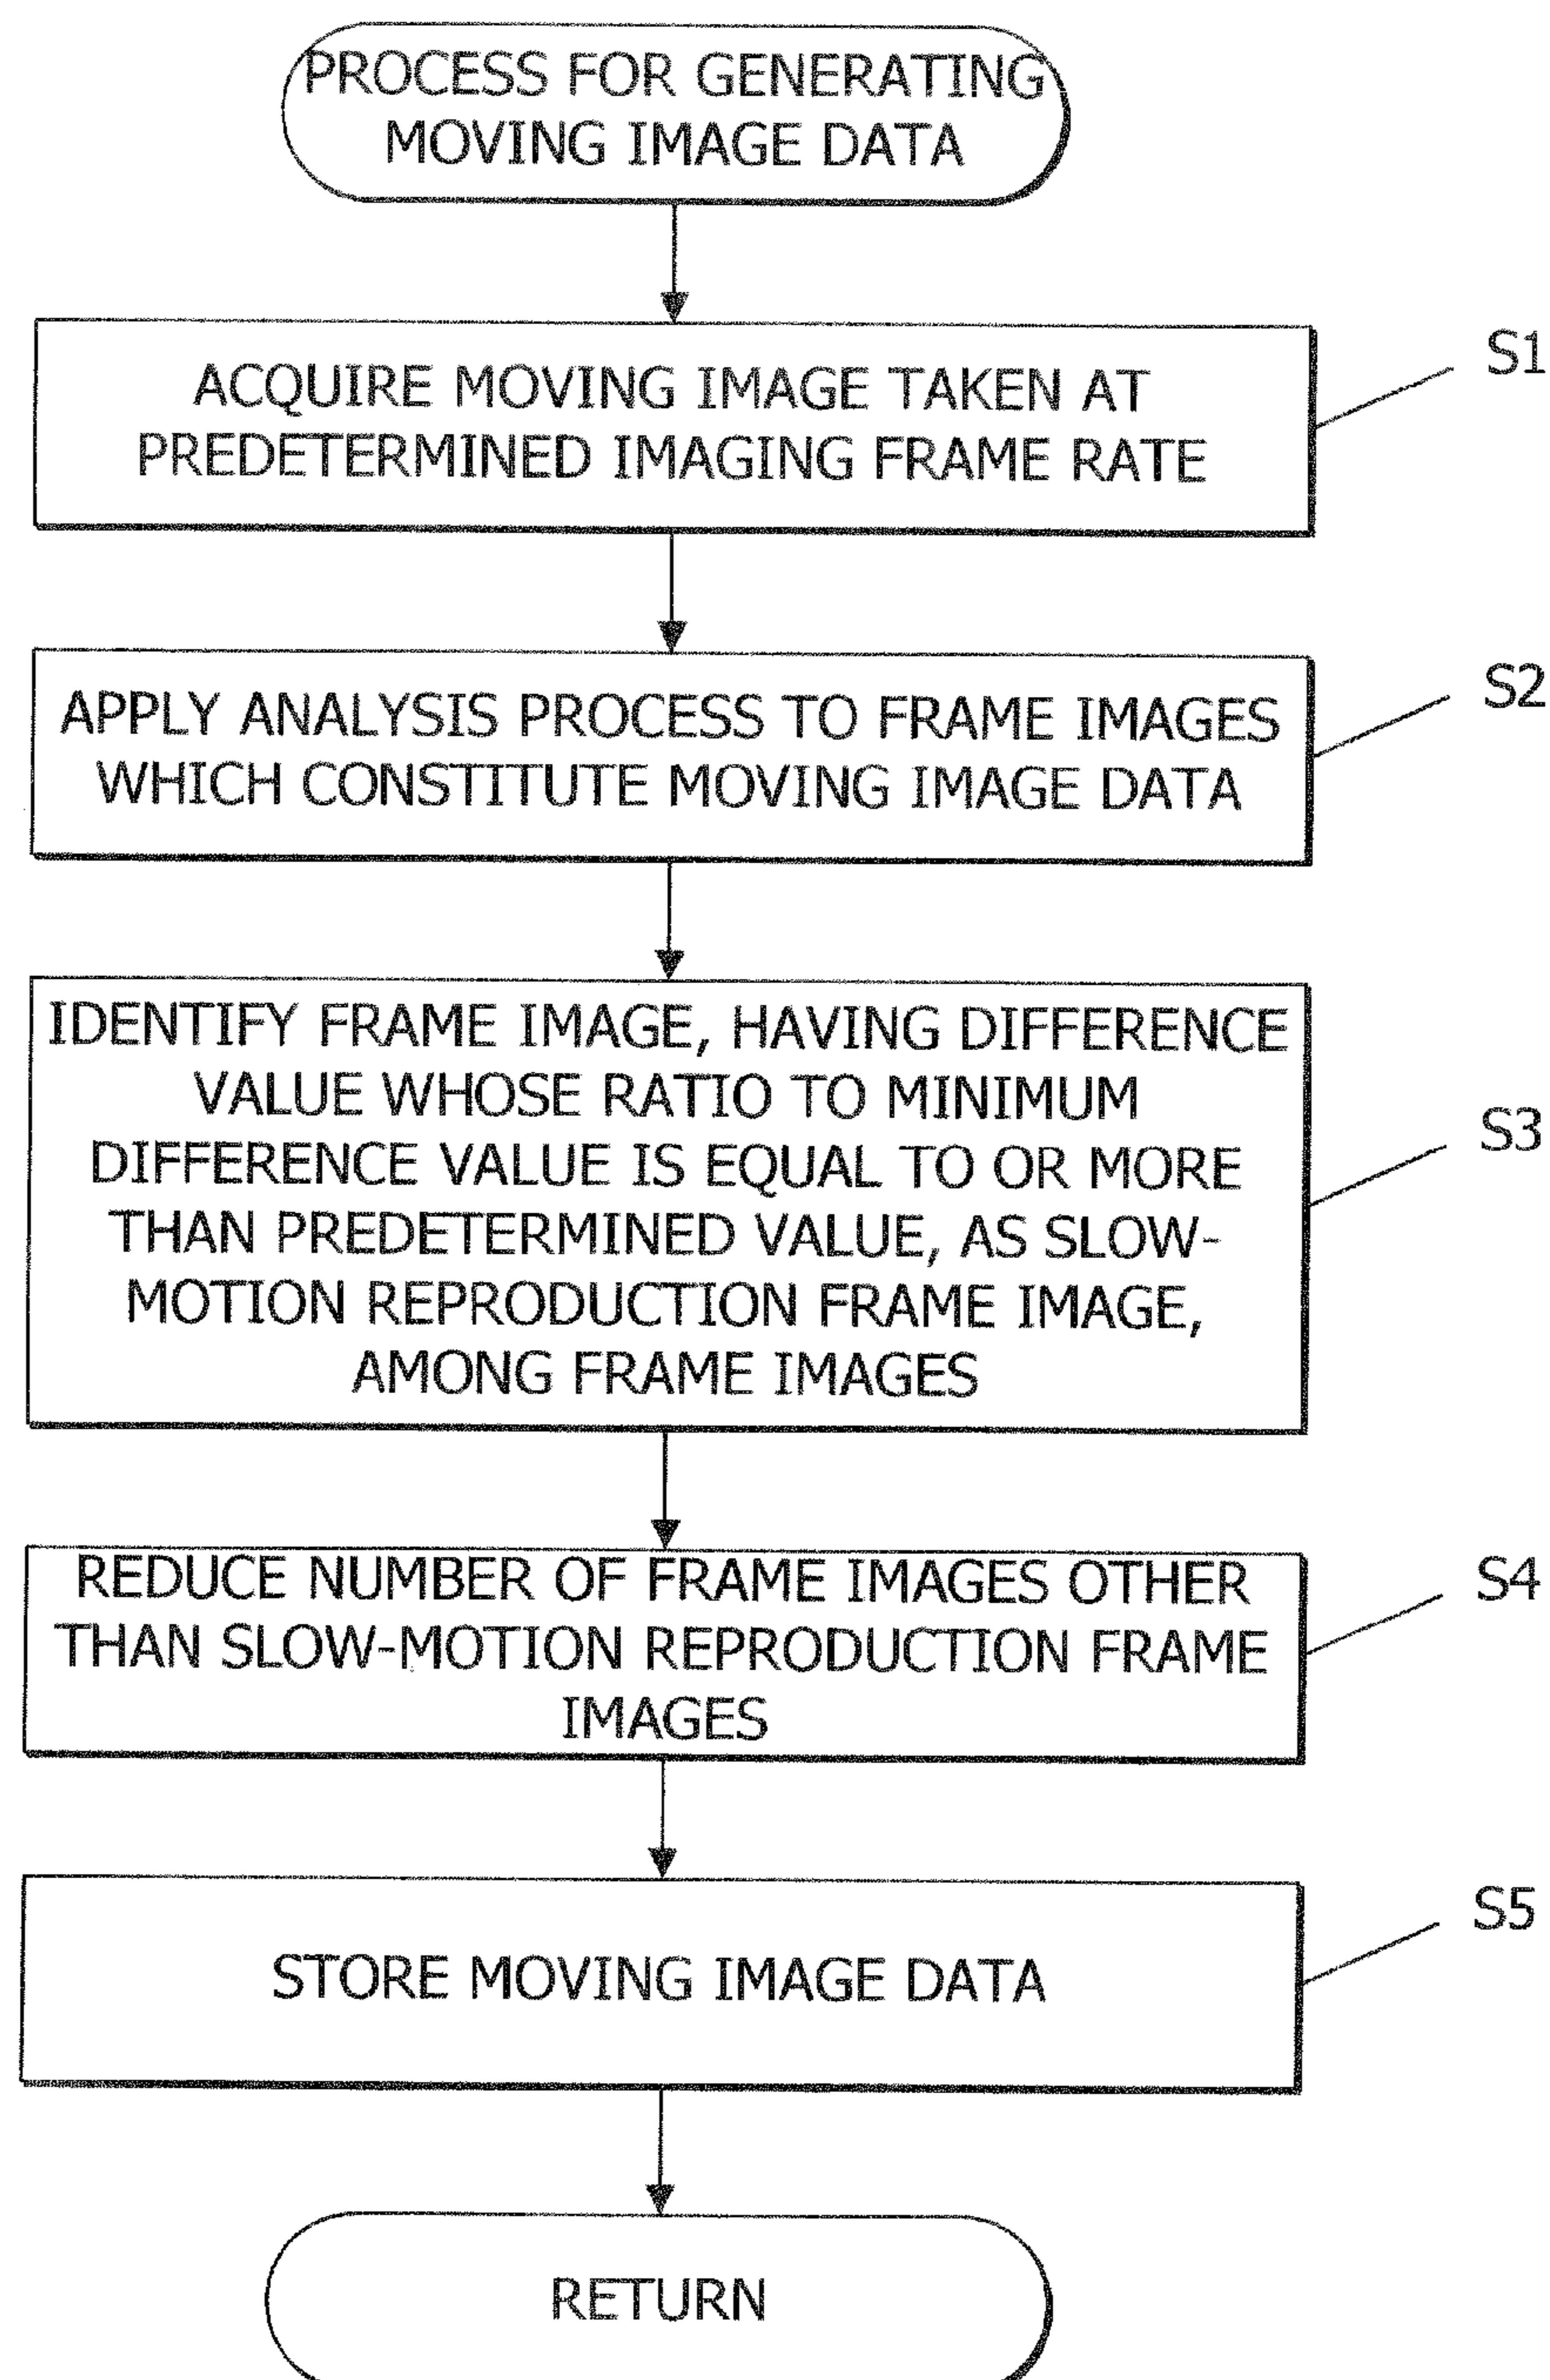 PROCESS FOR GENERATING
MOVING IMAGE DATA
ACQUIRE MOVING IMAGE TAKEN AT
PREDETERMINED IMAGING FRAME RATE
S1
APPLY ANALYSIS PROCESS TO FRAME IMAGES
WHICH CONSTITUTE MOVING IMAGE DATA
S2
IDENTIFY FRAME IMAGE, HAVING DIFFERENCE
VALUE WHOSE RATIO TO MINIMUM
DIFFERENCE VALUE IS EQUAL TO OR MORE
THAN PREDETERMINED VALUE, AS SLOW-
MOTION REPRODUCTION FRAME IMAGE,
AMONG FRAME IMAGES
S3
REDUCE NUMBER OF FRAME IMAGES OTHER
THAN SLOW-MOTION REPRODUCTION FRAME
IMAGES
S4
STORE MOVING IMAGE DATA
S5
RETURN